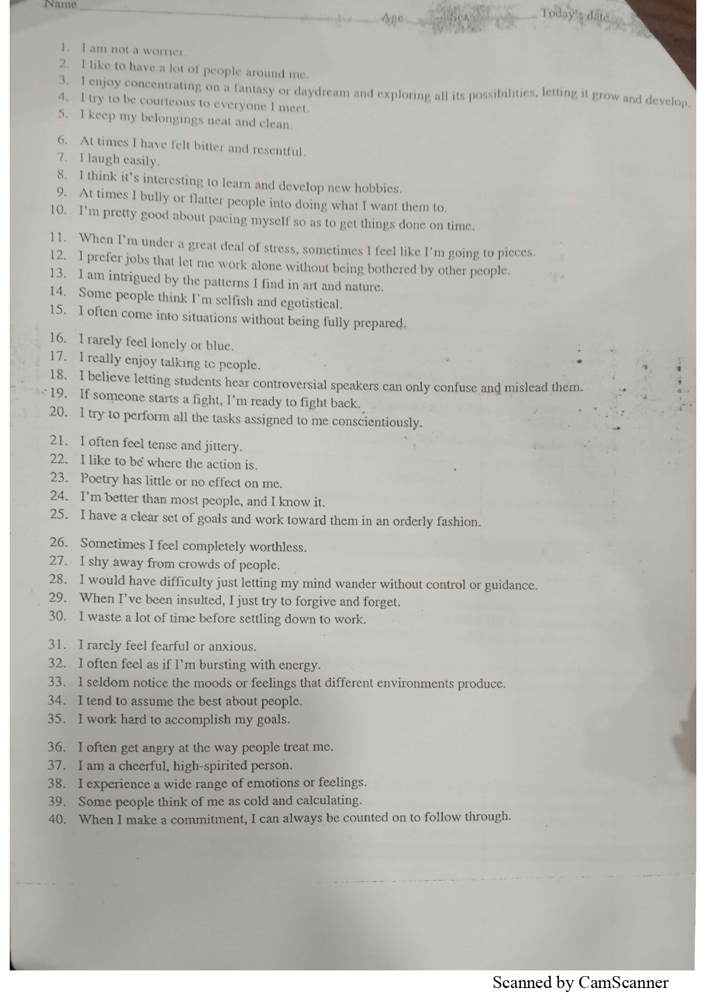 Name Age Sex Today's date
1. I am not a worrier.
2. I like to have a lot of people around me.
3. I enjoy concentrating on a fantasy or daydream and exploring all its possibilities, letting it grow and develop.
4. I try to be courteous to everyone I meet.
5. I keep my belongings neat and clean.
6. At times I have felt bitter and resentful.
7. I laugh easily.
8. I think it's interesting to learn and develop new hobbies.
9. At times I bully or flatter people into doing what I want them to.
10. I'm pretty good about pacing myself so as to get things done on time.
11. When I'm under a great deal of stress, sometimes I feel like I'm going to pieces.
12. I prefer jobs that let me work alone without being bothered by other people.
13. I am intrigued by the patterns I find in art and nature.
14. Some people think I'm selfish and egotistical.
15. I often come into situations without being fully prepared,
16. I rarely feel lonely or blue.
17. I really enjoy talking to people.
18. I believe letting students hear controversial speakers can only confuse and mislead them.
19. If someone starts a fight, I'm ready to fight back.
20. I try to perform all the tasks assigned to me conscientiously.
21. I often feel tense and jittery.
22. I like to be where the action is.
23. Poetry has little or no effect on me.
24. I'm better than most people, and I know it.
25. I have a clear set of goals and work toward them in an orderly fashion.
26. Sometimes I feel completely worthless.
27. I shy away from crowds of people.
28. I would have difficulty just letting my mind wander without control or guidance.
29. When I've been insulted, I just try to forgive and forget.
30. I waste a lot of time before settling down to work.
31. I rarely feel fearful or anxious.
32. I often feel as if I'm bursting with energy.
33. I seldom notice the moods or feelings that different environments produce.
34. I tend to assume the best about people.
35. I work hard to accomplish my goals.
36. I often get angry at the way people treat me.
37. I am a cheerful, high-spirited person.
38. I experience a wide range of emotions or feelings.
39. Some people think of me as cold and calculating.
40. When I make a commitment, I can always be counted on to follow through.
Scanned by CamScanner